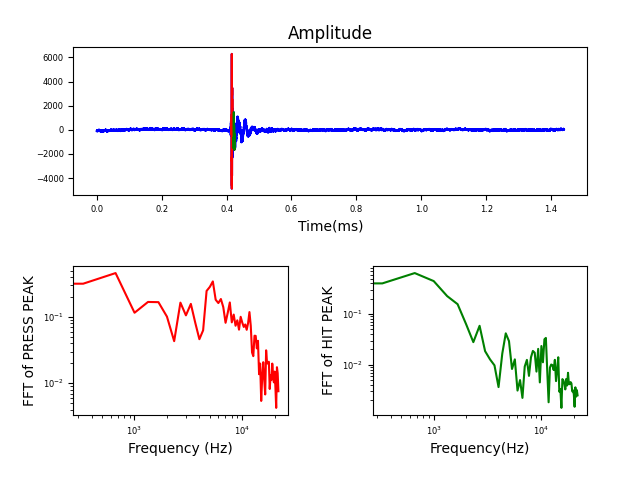 Amplitude
6000
4000
2000
0
−2000
−4000
0.0 0.2 0.4 0.6 0.8 1.0 1.2 1.4
Time(ms)
FFT of PRESS PEAK
10⁻¹
10⁻²
10³ 10⁴
Frequency (Hz)
FFT of HIT PEAK
10⁻¹
10⁻²
10³ 10⁴
Frequency(Hz)